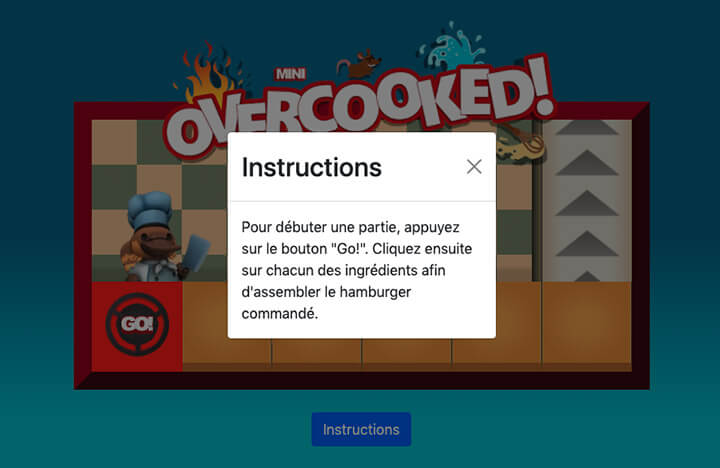 MINI
OVERCOOKED!
Instructions
Pour débuter une partie, appuyez
sur le bouton "Go!". Cliquez ensuite
sur chacun des ingrédients afin
d'assembler le hamburger
commandé.
GO!
Instructions